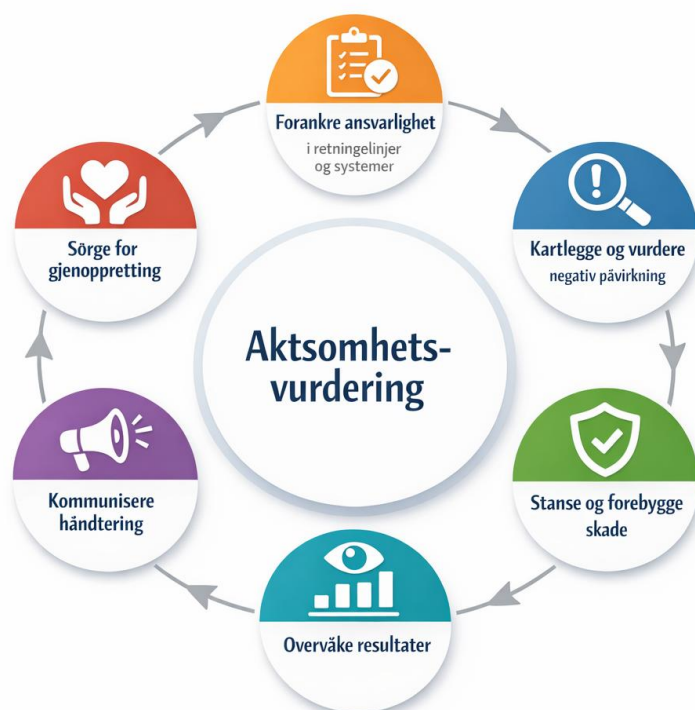 Forankre ansvarlighet
i retningelinjer
og systemer
Kartlegge og vurdere
negativ påvirkning
Stanse og forebygge
skade
Overvåke resultater
Kommunisere
håndtering
Sörge for
gjenoppretting
Aktsomhets-
vurdering